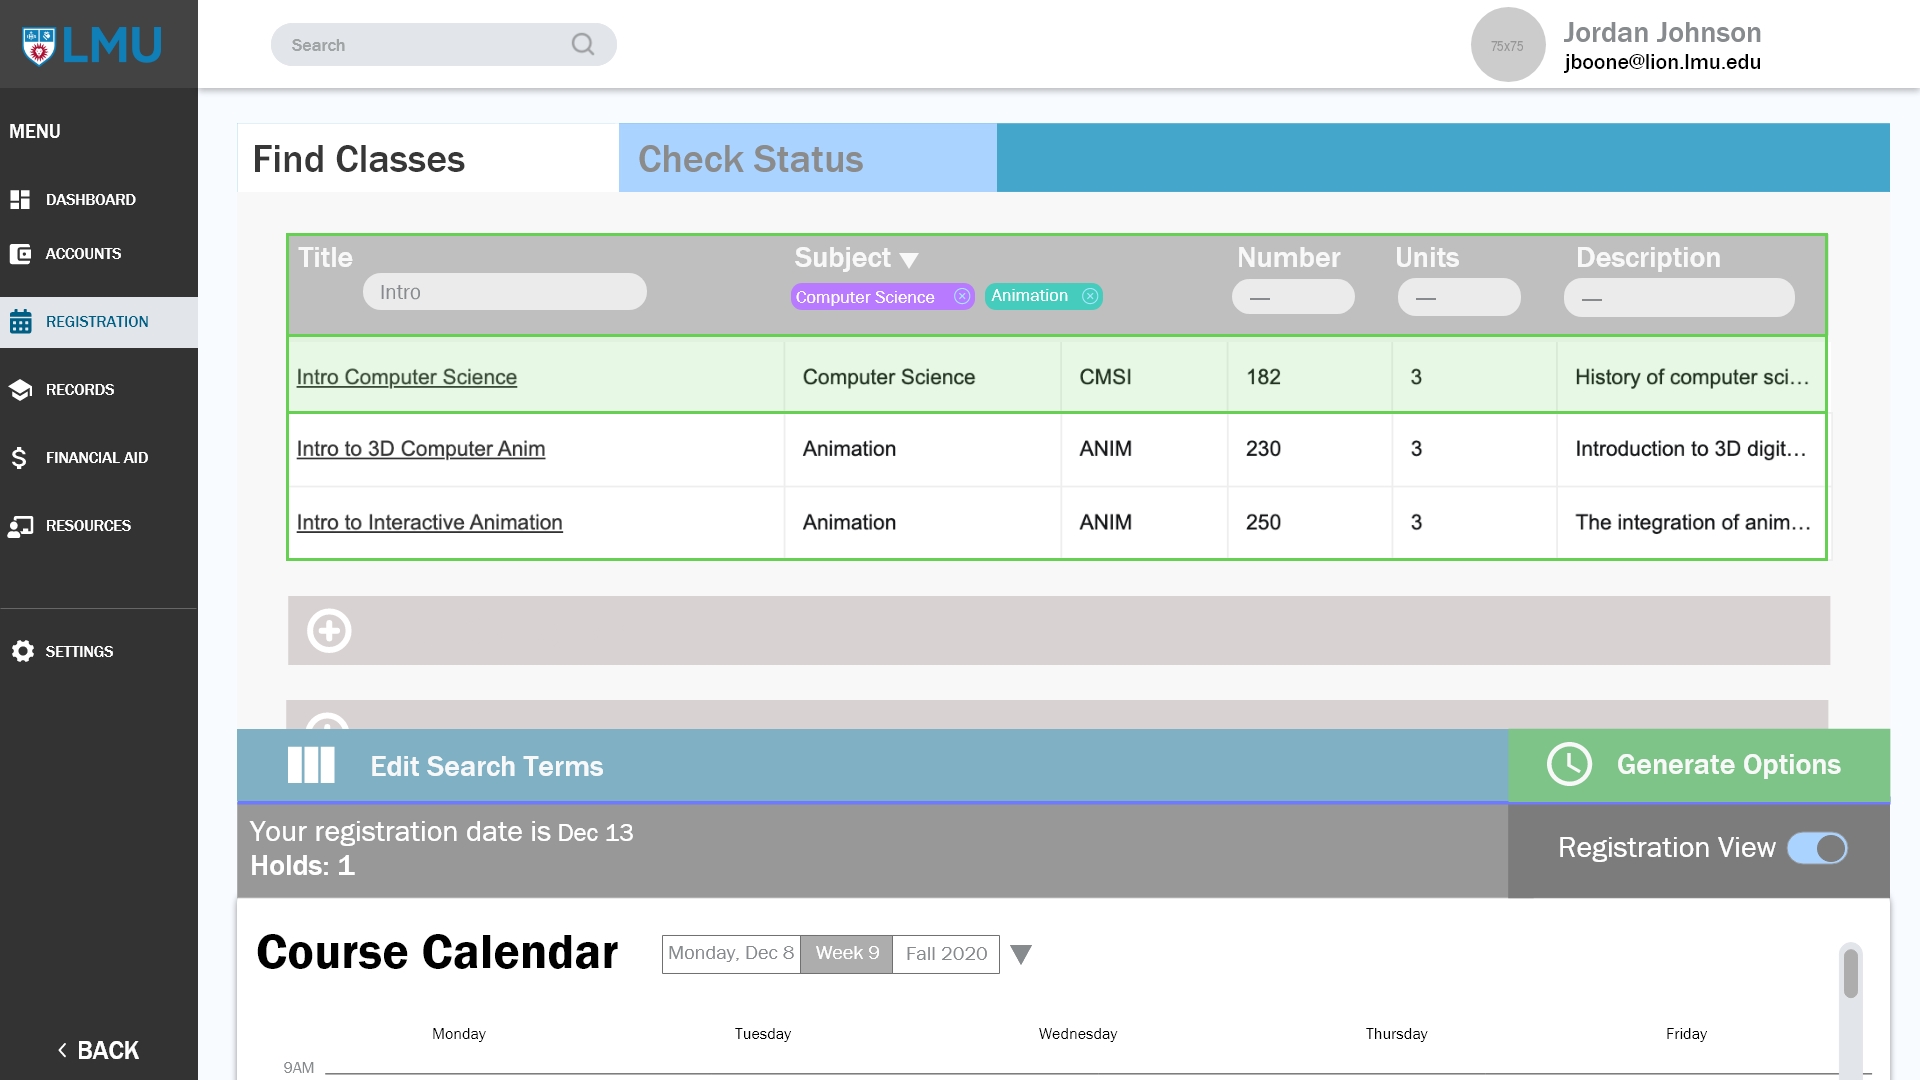 LMU
Search
75x75
Jordan Johnson
jboone@lion.lmu.edu
MENU
DASHBOARD
ACCOUNTS
REGISTRATION
RECORDS
FINANCIAL AID
RESOURCES
SETTINGS
< BACK
Find Classes
Check Status
Title Subject ▼ Number Units Description
Intro Computer Science Animation — — —
Intro Computer Science Computer Science CMSI 182 3 History of computer sci...
Intro to 3D Computer Anim Animation ANIM 230 3 Introduction to 3D digit...
Intro to Interactive Animation Animation ANIM 250 3 The integration of anim...
Edit Search Terms
Generate Options
Your registration date is Dec 13
Holds: 1
Registration View
Course Calendar
Monday, Dec 8 Week 9 Fall 2020 ▼
Monday Tuesday Wednesday Thursday Friday
9AM